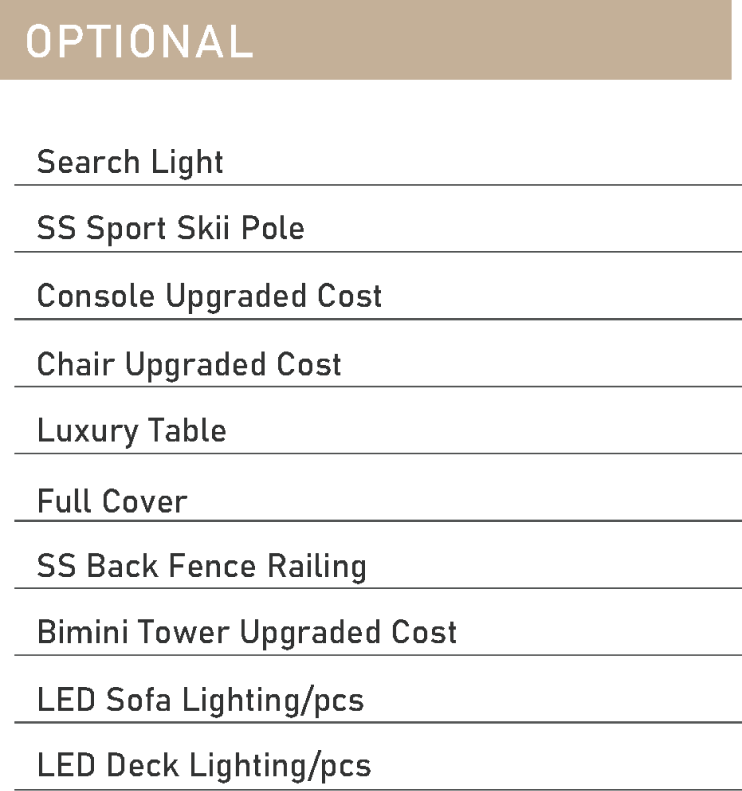 OPTIONAL
Search Light
SS Sport Skii Pole
Console Upgraded Cost
Chair Upgraded Cost
Luxury Table
Full Cover
SS Back Fence Railing
Bimini Tower Upgraded Cost
LED Sofa Lighting/pcs
LED Deck Lighting/pcs